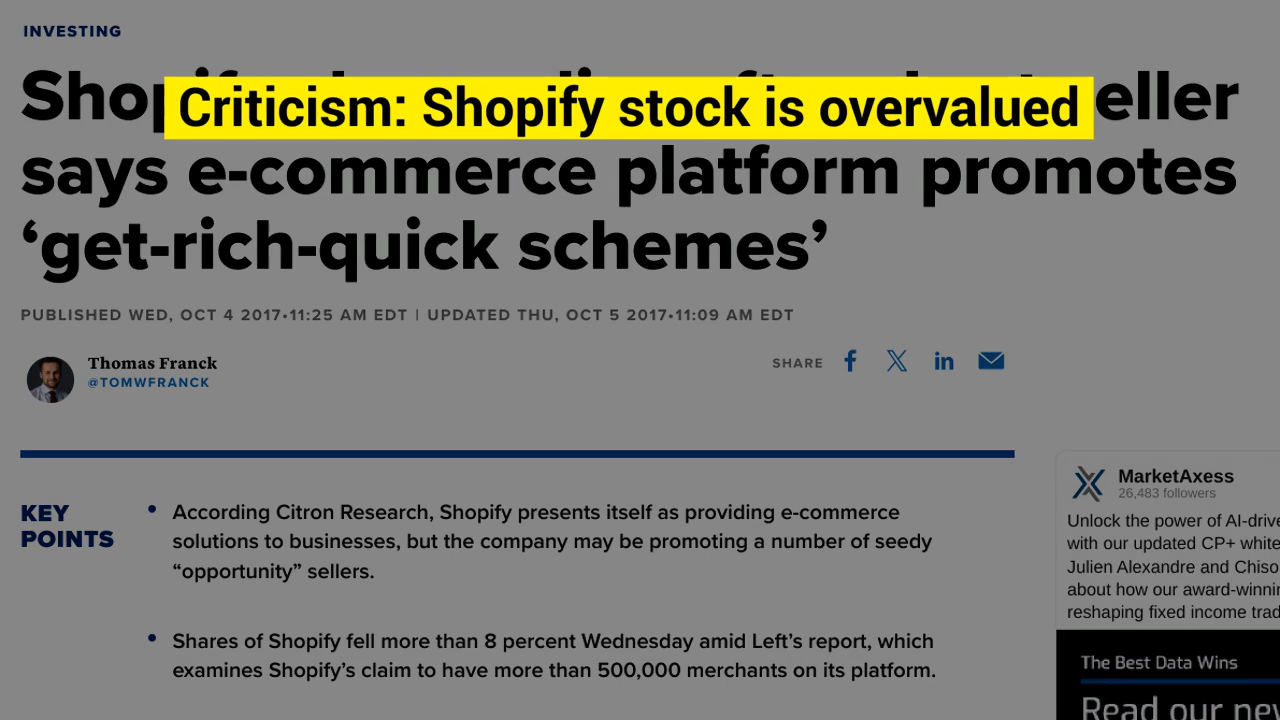 INVESTING
Criticism: Shopify stock is overvalued
says e-commerce platform promotes
‘get-rich-quick schemes’
PUBLISHED WED, OCT 4 2017•11:25 AM EDT | UPDATED THU, OCT 5 2017•11:09 AM EDT
Thomas Franck
@TOMWFRANCK
SHARE
KEY
POINTS
• According Citron Research, Shopify presents itself as providing e-commerce
solutions to businesses, but the company may be promoting a number of seedy
“opportunity” sellers.
• Shares of Shopify fell more than 8 percent Wednesday amid Left’s report, which
examines Shopify’s claim to have more than 500,000 merchants on its platform.
MarketAxess
26,483 followers
Unlock the power of AI-drive
with our updated CP+ white
Julien Alexandre and Chiso
about how our award-winnin
reshaping fixed income trad
The Best Data Wins
Read our new